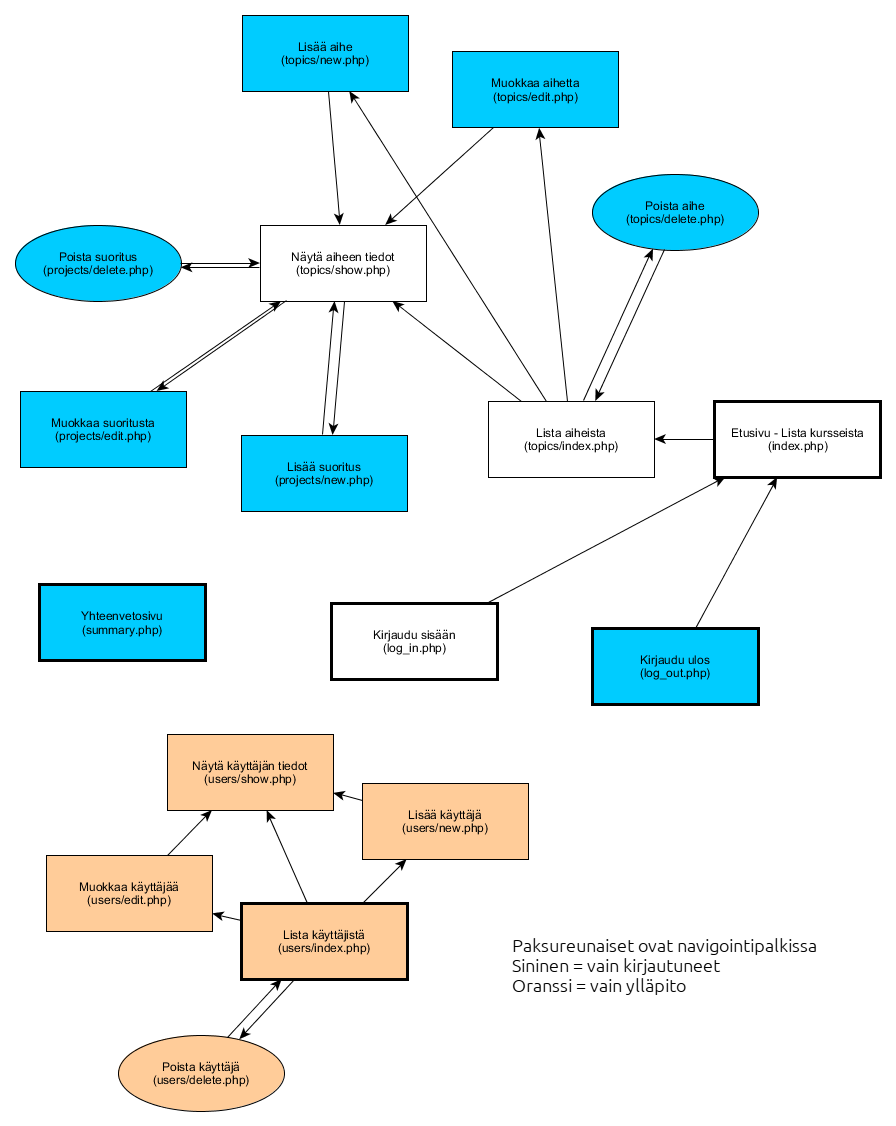 Lisää aihe
(topics/new.php)
Muokkaa aihetta
(topics/edit.php)
Poista aihe
(topics/delete.php)
Poista suoritus
(projects/delete.php)
Näytä aiheen tiedot
(topics/show.php)
Muokkaa suoritusta
(projects/edit.php)
Lisää suoritus
(projects/new.php)
Lista aiheista
(topics/index.php)
Etusivu - Lista kursseista
(index.php)
Yhteenvetosivu
(summary.php)
Kirjaudu sisään
(log_in.php)
Kirjaudu ulos
(log_out.php)
Näytä käyttäjän tiedot
(users/show.php)
Lisää käyttäjä
(users/new.php)
Muokkaa käyttäjää
(users/edit.php)
Lista käyttäjistä
(users/index.php)
Paksureunaiset ovat navigointipalkissa
Sininen = vain kirjautuneet
Oranssi = vain ylläpito
Poista käyttäjä
(users/delete.php)